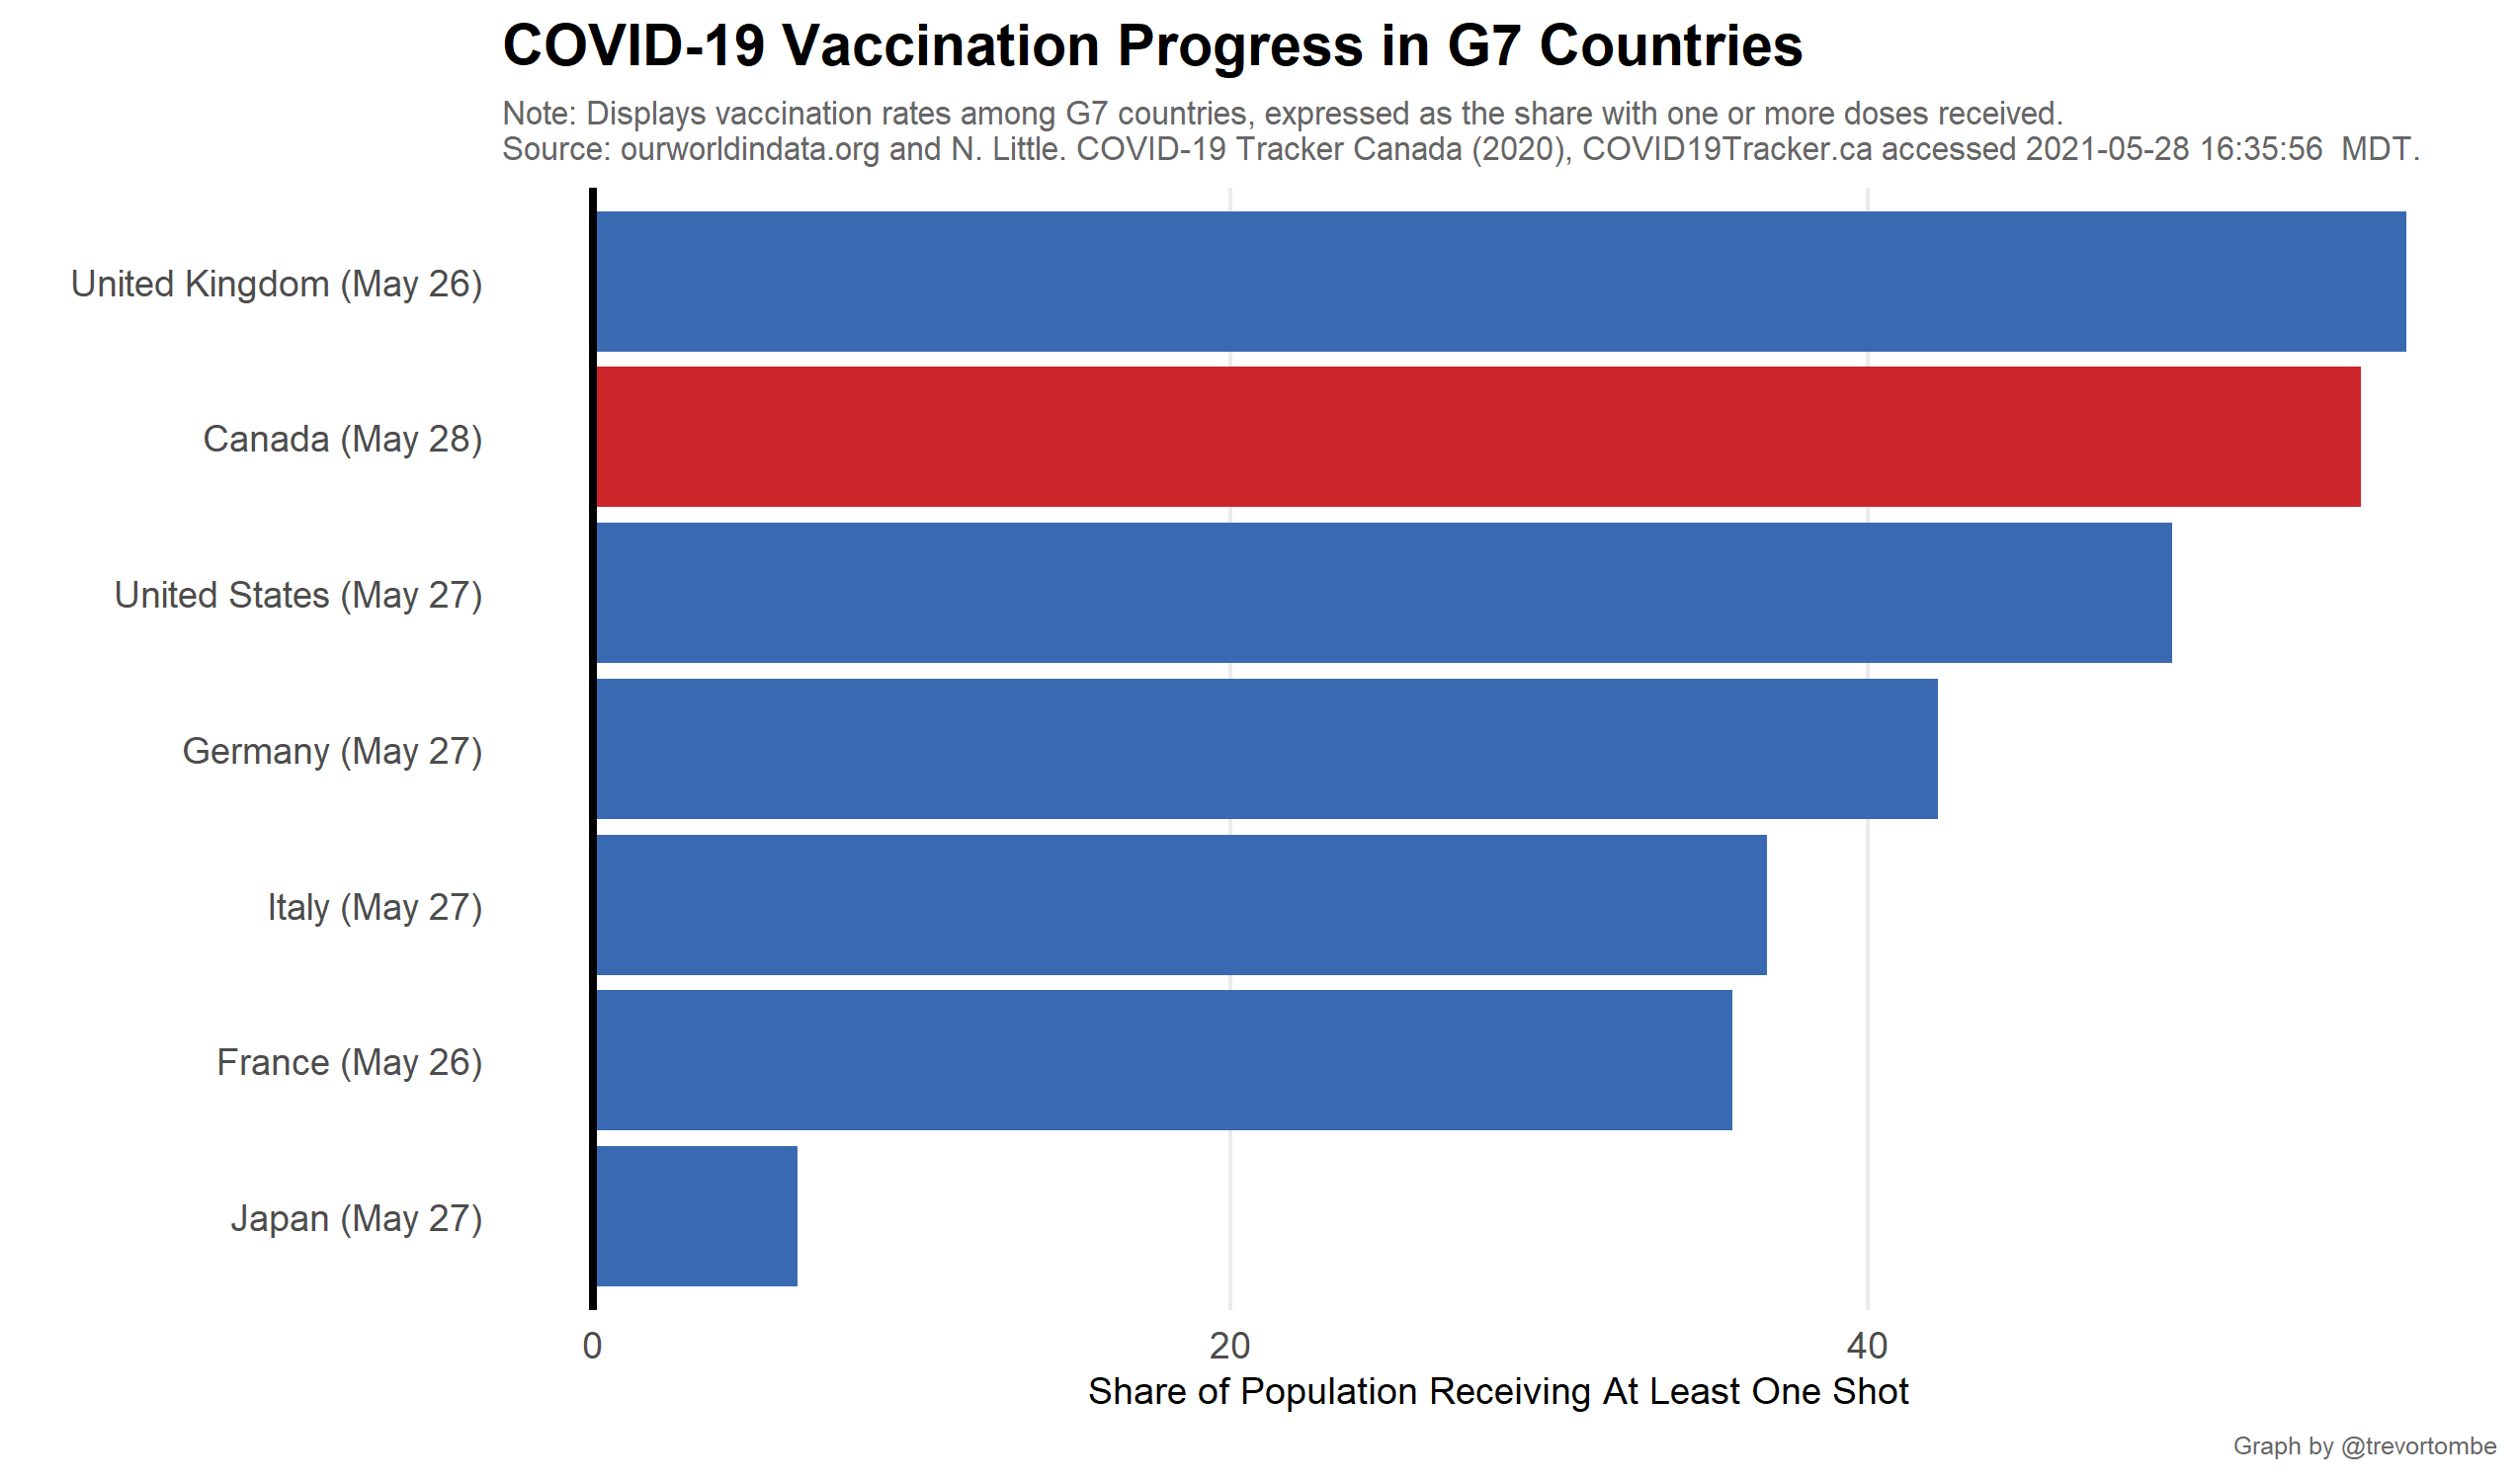 COVID-19 Vaccination Progress in G7 Countries
Note: Displays vaccination rates among G7 countries, expressed as the share with one or more doses received.
Source: ourworldindata.org and N. Little. COVID-19 Tracker Canada (2020), COVID19Tracker.ca accessed 2021-05-28 16:35:56  MDT.
United Kingdom (May 26)
Canada (May 28)
United States (May 27)
Germany (May 27)
Italy (May 27)
France (May 26)
Japan (May 27)
0 20 40
Share of Population Receiving At Least One Shot
Graph by @trevortombe